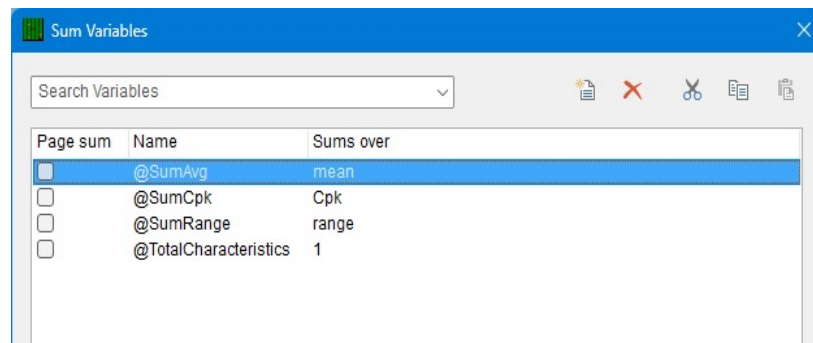 Sum Variables
Search Variables
Page sum Name Sums over
@SumAvg mean
@SumCpk Cpk
@SumRange range
@TotalCharacteristics 1